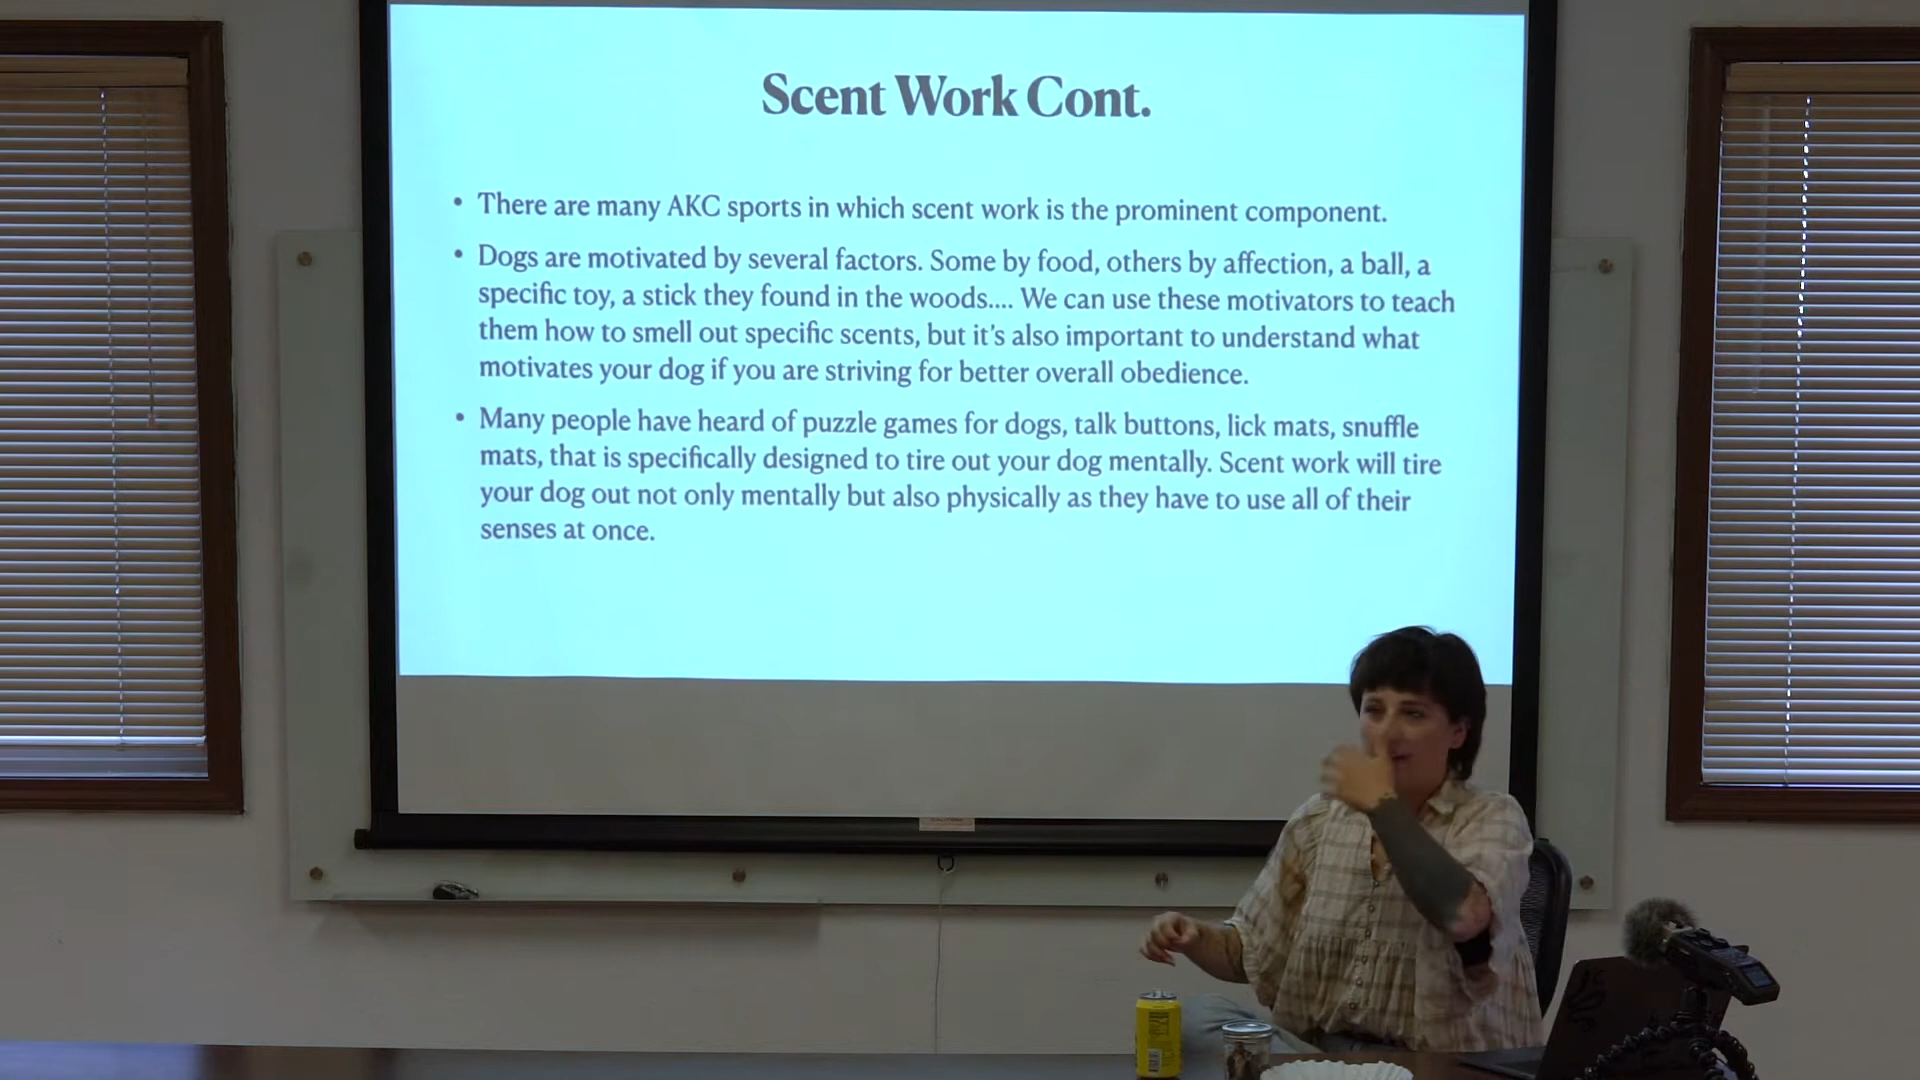 Scent Work Cont.
• There are many AKC sports in which scent work is the prominent component.
• Dogs are motivated by several factors. Some by food, others by affection, a ball, a
specific toy, a stick they found in the woods.... We can use these motivators to teach
them how to smell out specific scents, but it's also important to understand what
motivates your dog if you are striving for better overall obedience.
• Many people have heard of puzzle games for dogs, talk buttons, lick mats, snuffle
mats, that is specifically designed to tire out your dog mentally. Scent work will tire
your dog out not only mentally but also physically as they have to use all of their
senses at once.